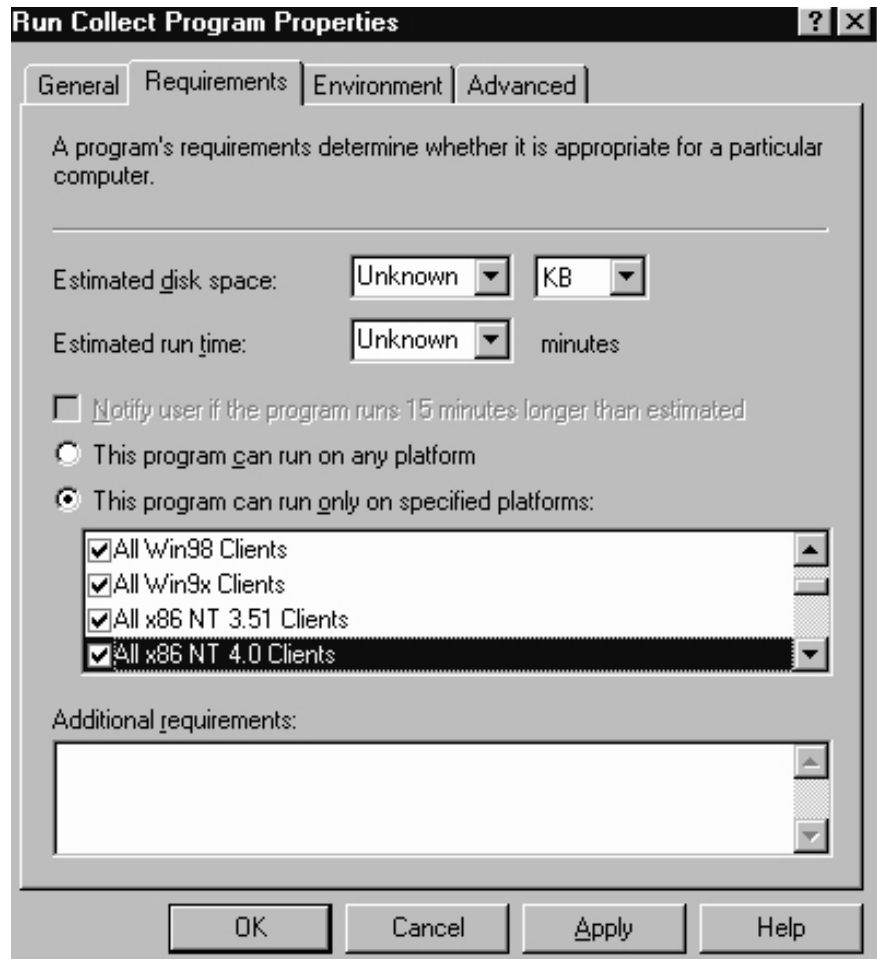 Run Collect Program Properties
General Requirements Environment Advanced
A program's requirements determine whether it is appropriate for a particular
computer.
Estimated disk space: Unknown KB
Estimated run time: Unknown minutes
Notify user if the program runs 15 minutes longer than estimated
This program can run on any platform
This program can run only on specified platforms:
All Win98 Clients
All Win9x Clients
All x86 NT 3.51 Clients
All x86 NT 4.0 Clients
Additional requirements:
OK Cancel Apply Help